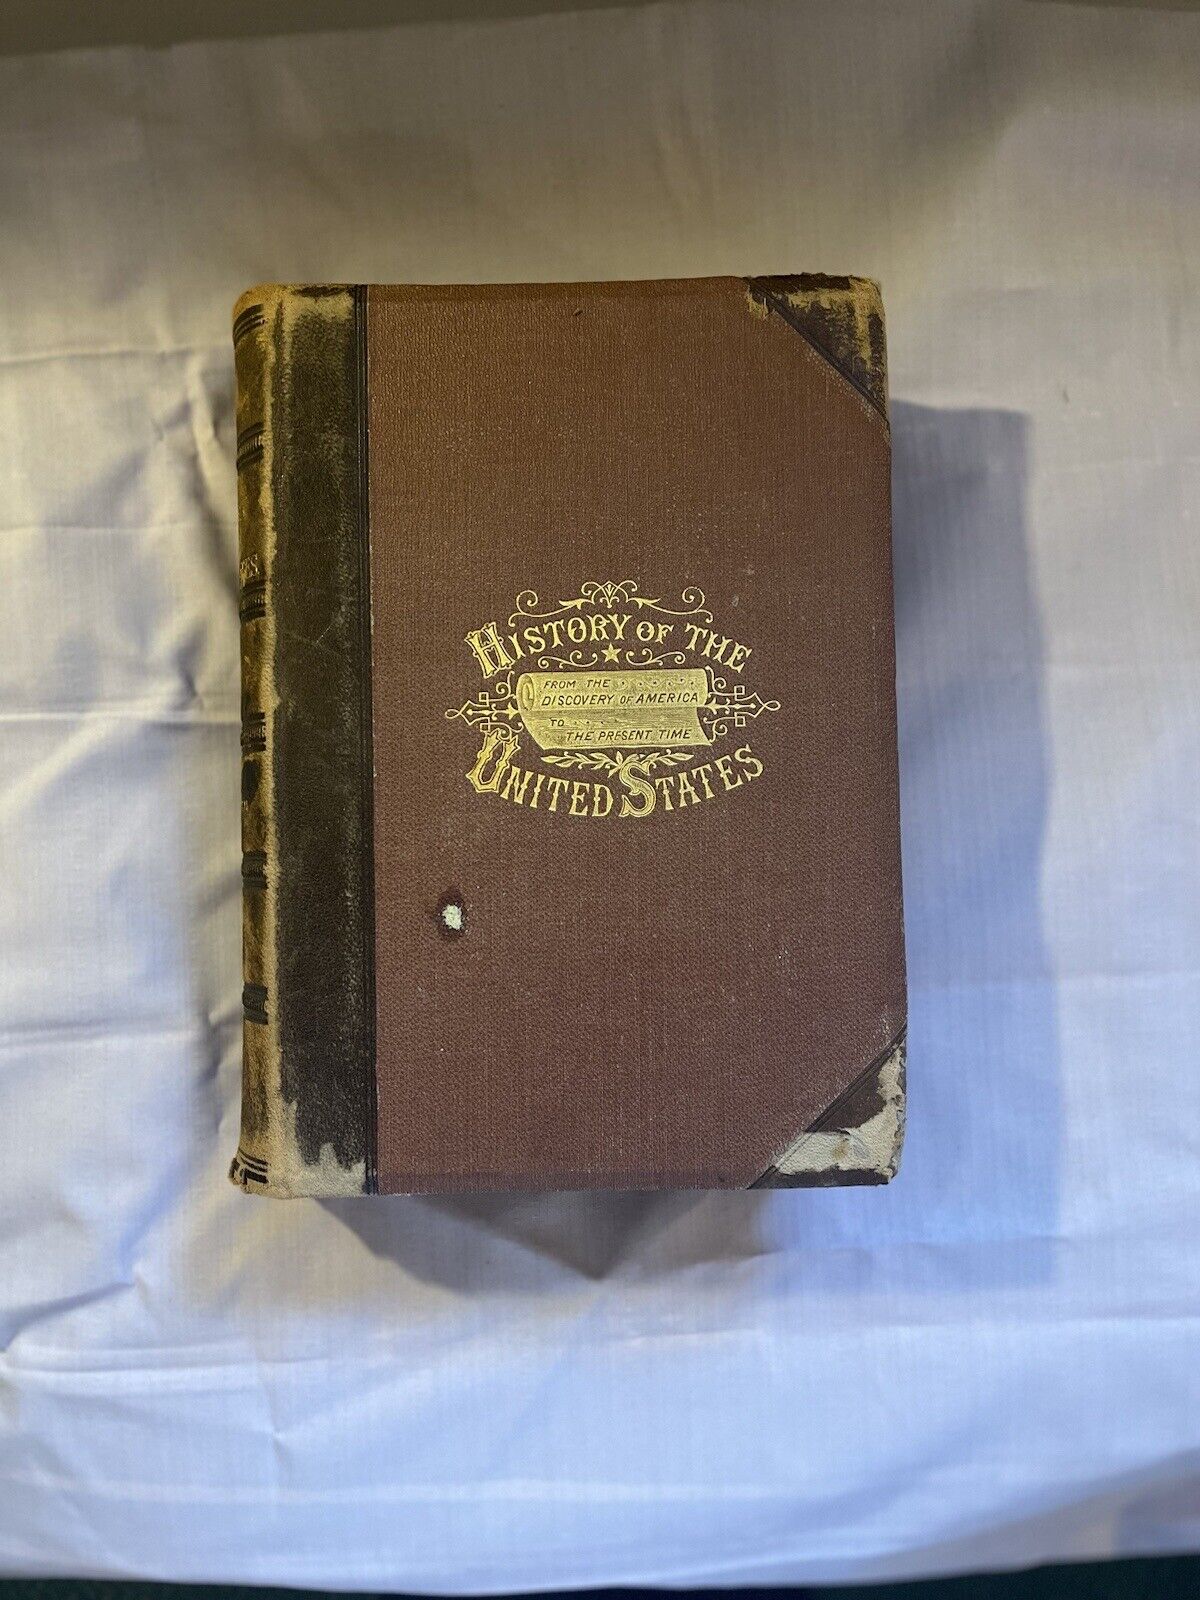 HISTORY OF THE
FROM THE . . . . . . .
DISCOVERY OF AMERICA
TO . . . . .
THE PRESENT TIME
UNITED STATES